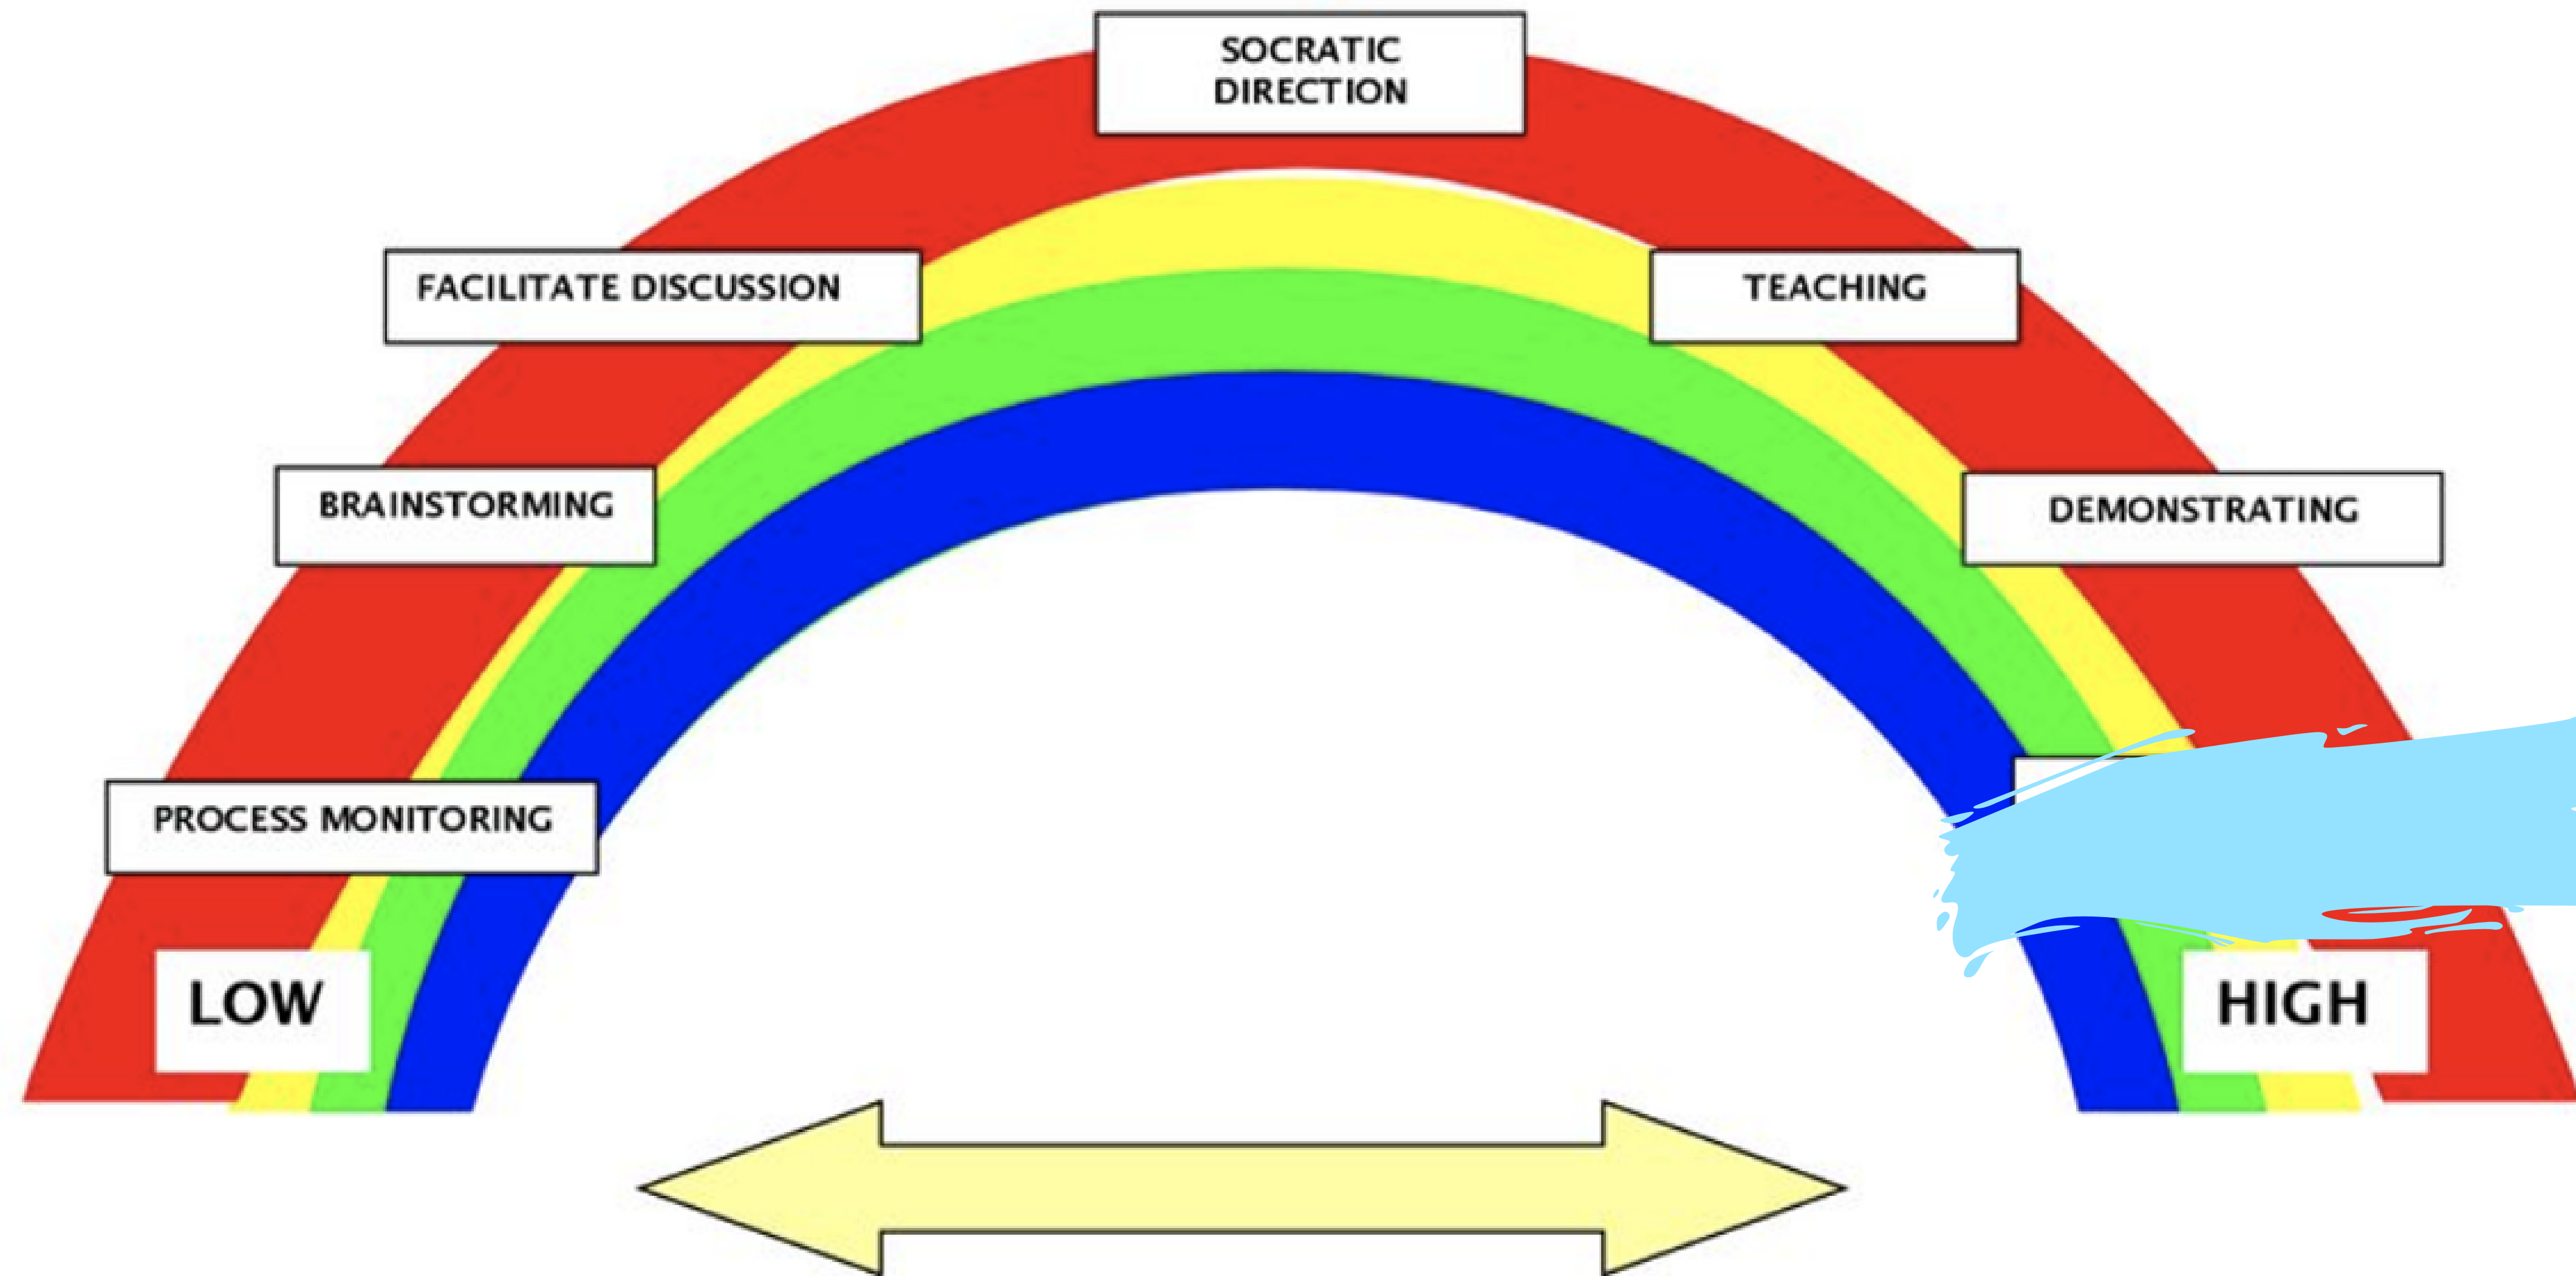 SOCRATIC
DIRECTION
FACILITATE DISCUSSION
TEACHING
BRAINSTORMING
DEMONSTRATING
PROCESS MONITORING
LOW
HIGH